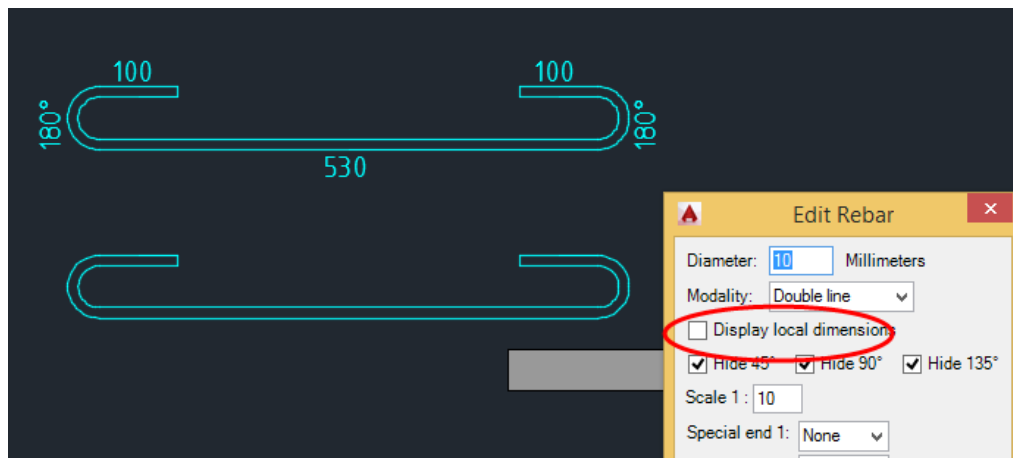 100 100
180° 180°
530
Edit Rebar
Diameter: 10 Millimeters
Modality: Double line
Display local dimensions
Hide 45° Hide 90° Hide 135°
Scale 1 : 10
Special end 1: None